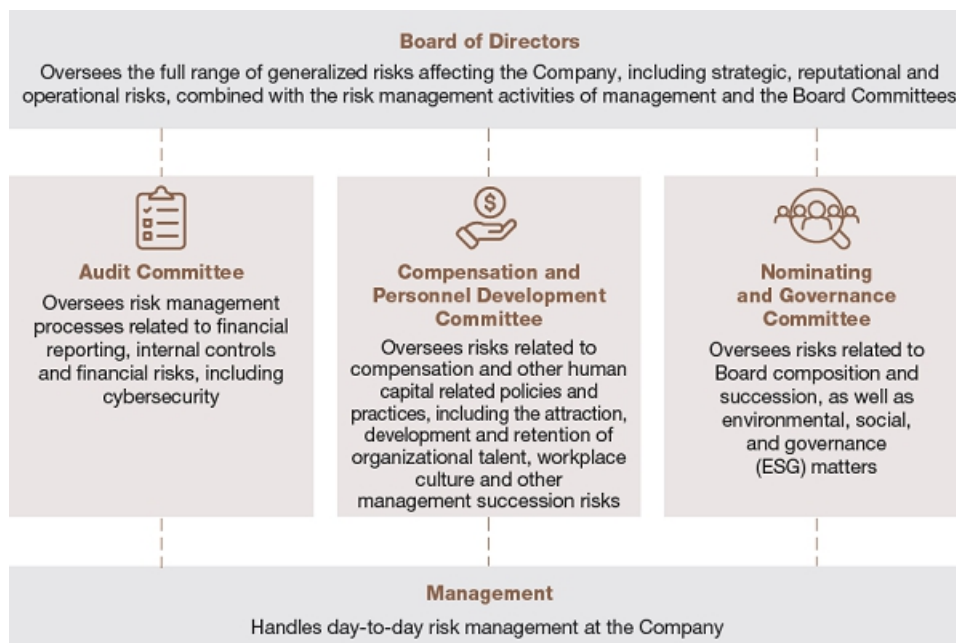 Board of Directors
Oversees the full range of generalized risks affecting the Company, including strategic, reputational and
operational risks, combined with the risk management activities of management and the Board Committees
$
Audit Committee
Oversees risk management
processes related to financial
reporting, internal controls
and financial risks, including
cybersecurity
Compensation and
Personnel Development
Committee
Oversees risks related to
compensation and other human
capital related policies and
practices, including the attraction,
development and retention of
organizational talent, workplace
culture and other
management succession risks
Nominating
and Governance
Committee
Oversees risks related to
Board composition and
succession, as well as
environmental, social,
and governance
(ESG) matters
Management
Handles day-to-day risk management at the Company